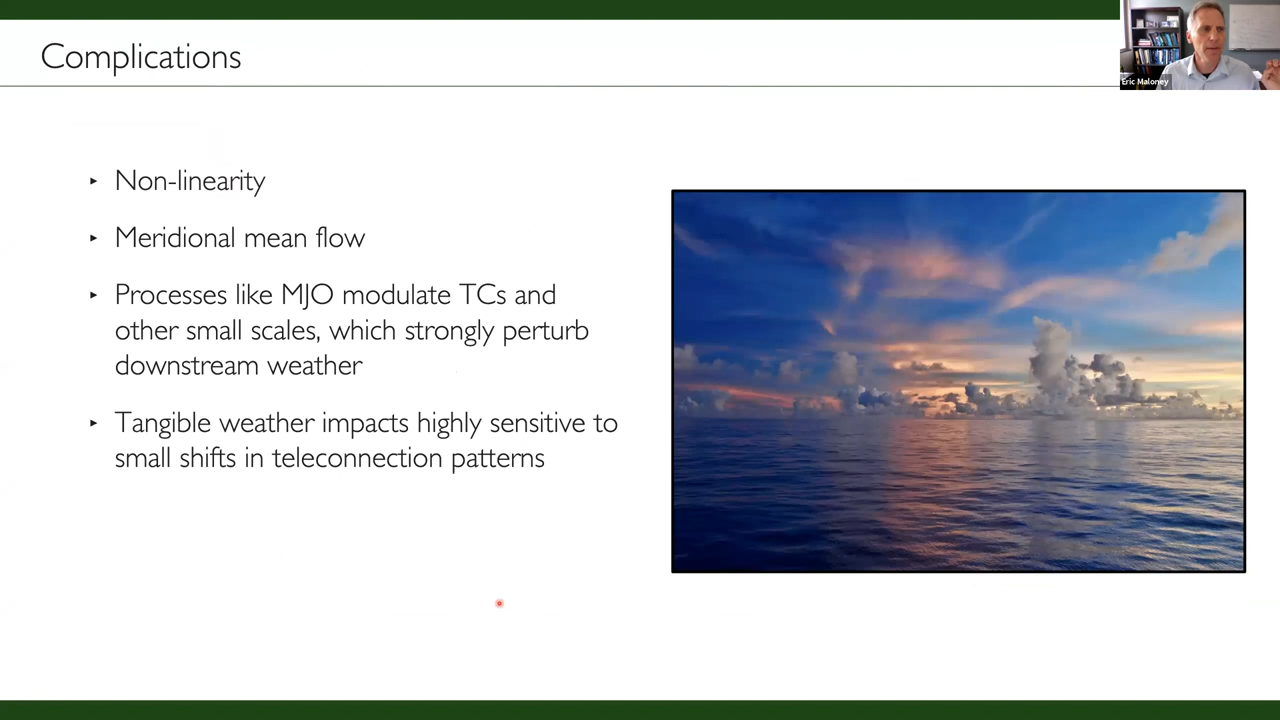 Complications
Eric Maloney
‣ Non-linearity
‣ Meridional mean flow
‣ Processes like MJO modulate TCs and
other small scales, which strongly perturb
downstream weather
‣ Tangible weather impacts highly sensitive to
small shifts in teleconnection patterns